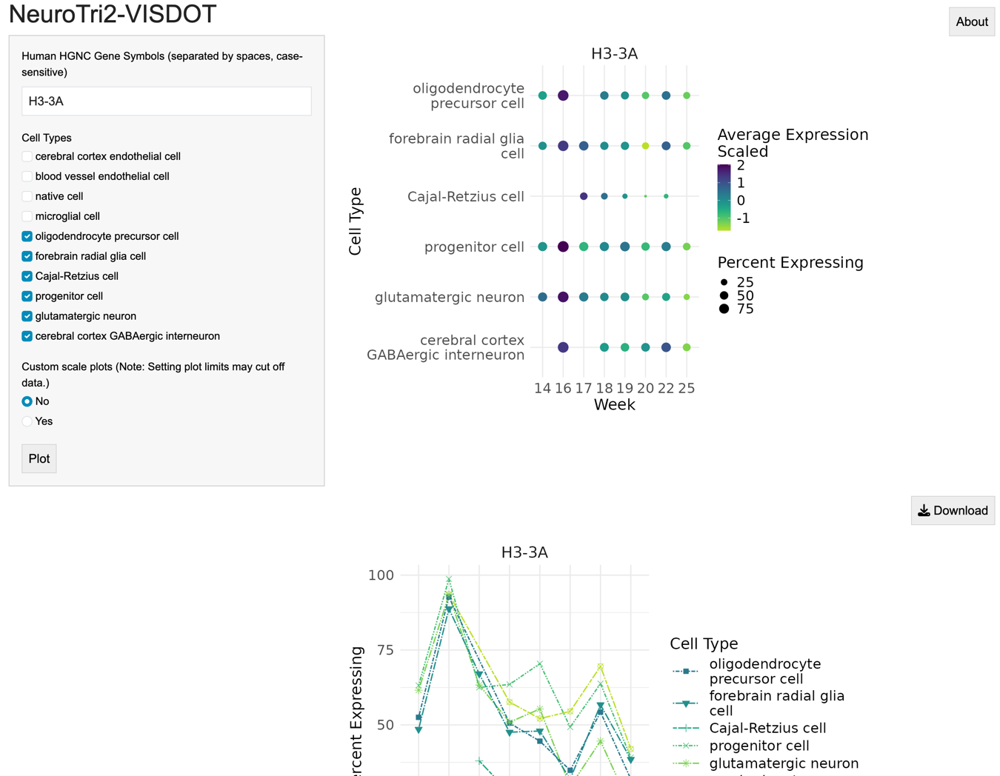 NeuroTri2-VISDOT
About
Human HGNC Gene Symbols (separated by spaces, case-
sensitive)
H3-3A
Cell Types
cerebral cortex endothelial cell
blood vessel endothelial cell
native cell
microglial cell
oligodendrocyte precursor cell
forebrain radial glia cell
Cajal-Retzius cell
progenitor cell
glutamatergic neuron
cerebral cortex GABAergic interneuron
Custom scale plots (Note: Setting plot limits may cut off
data.)
No
Yes
Plot
H3-3A
Cell Type
oligodendrocyte
precursor cell
forebrain radial glia
cell
Cajal-Retzius cell
progenitor cell
glutamatergic neuron
cerebral cortex
GABAergic interneuron
14 16 17 18 19 20 22 25
Week
Average Expression
Scaled
2
1
0
-1
Percent Expressing
25
50
75
Download
H3-3A
100
75
50
ercent Expressing
Cell Type
oligodendrocyte
precursor cell
forebrain radial glia
cell
Cajal-Retzius cell
progenitor cell
glutamatergic neuron